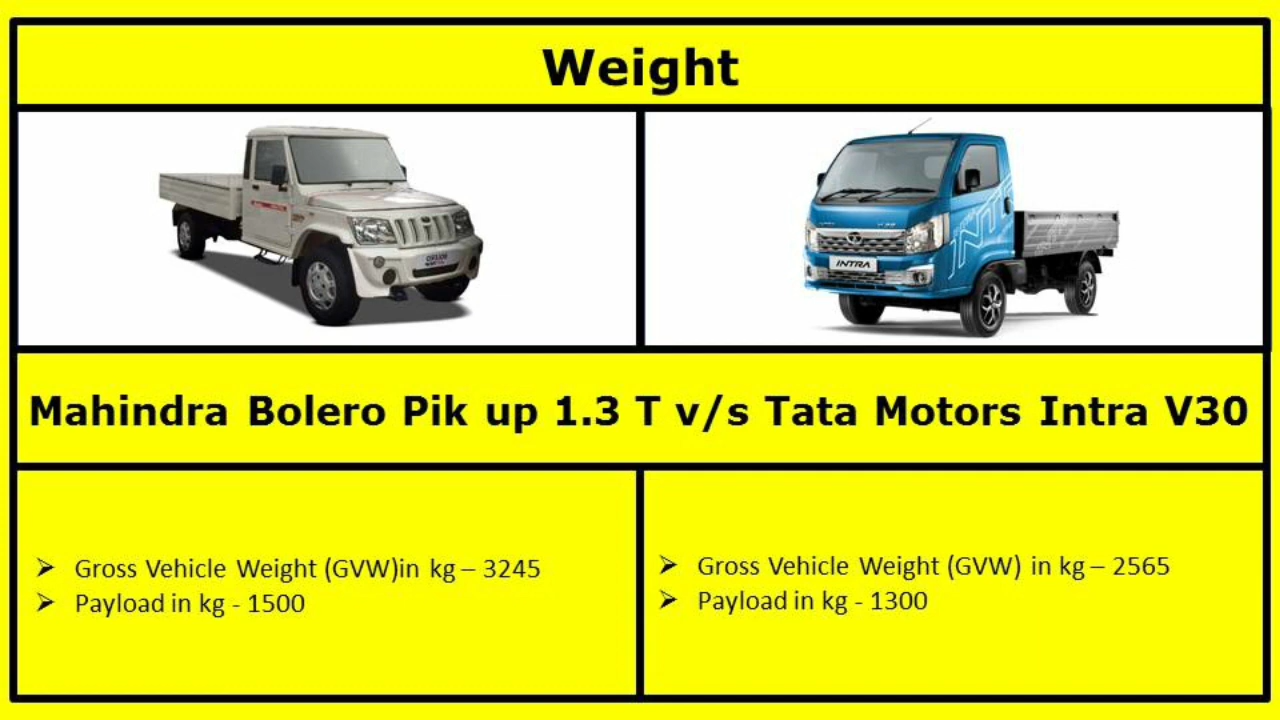 Weight
INTRA
Mahindra Bolero Pik up 1.3 T v/s Tata Motors Intra V30
➢ Gross Vehicle Weight (GVW)in kg – 3245
➢ Payload in kg - 1500
➢ Gross Vehicle Weight (GVW) in kg – 2565
➢ Payload in kg - 1300